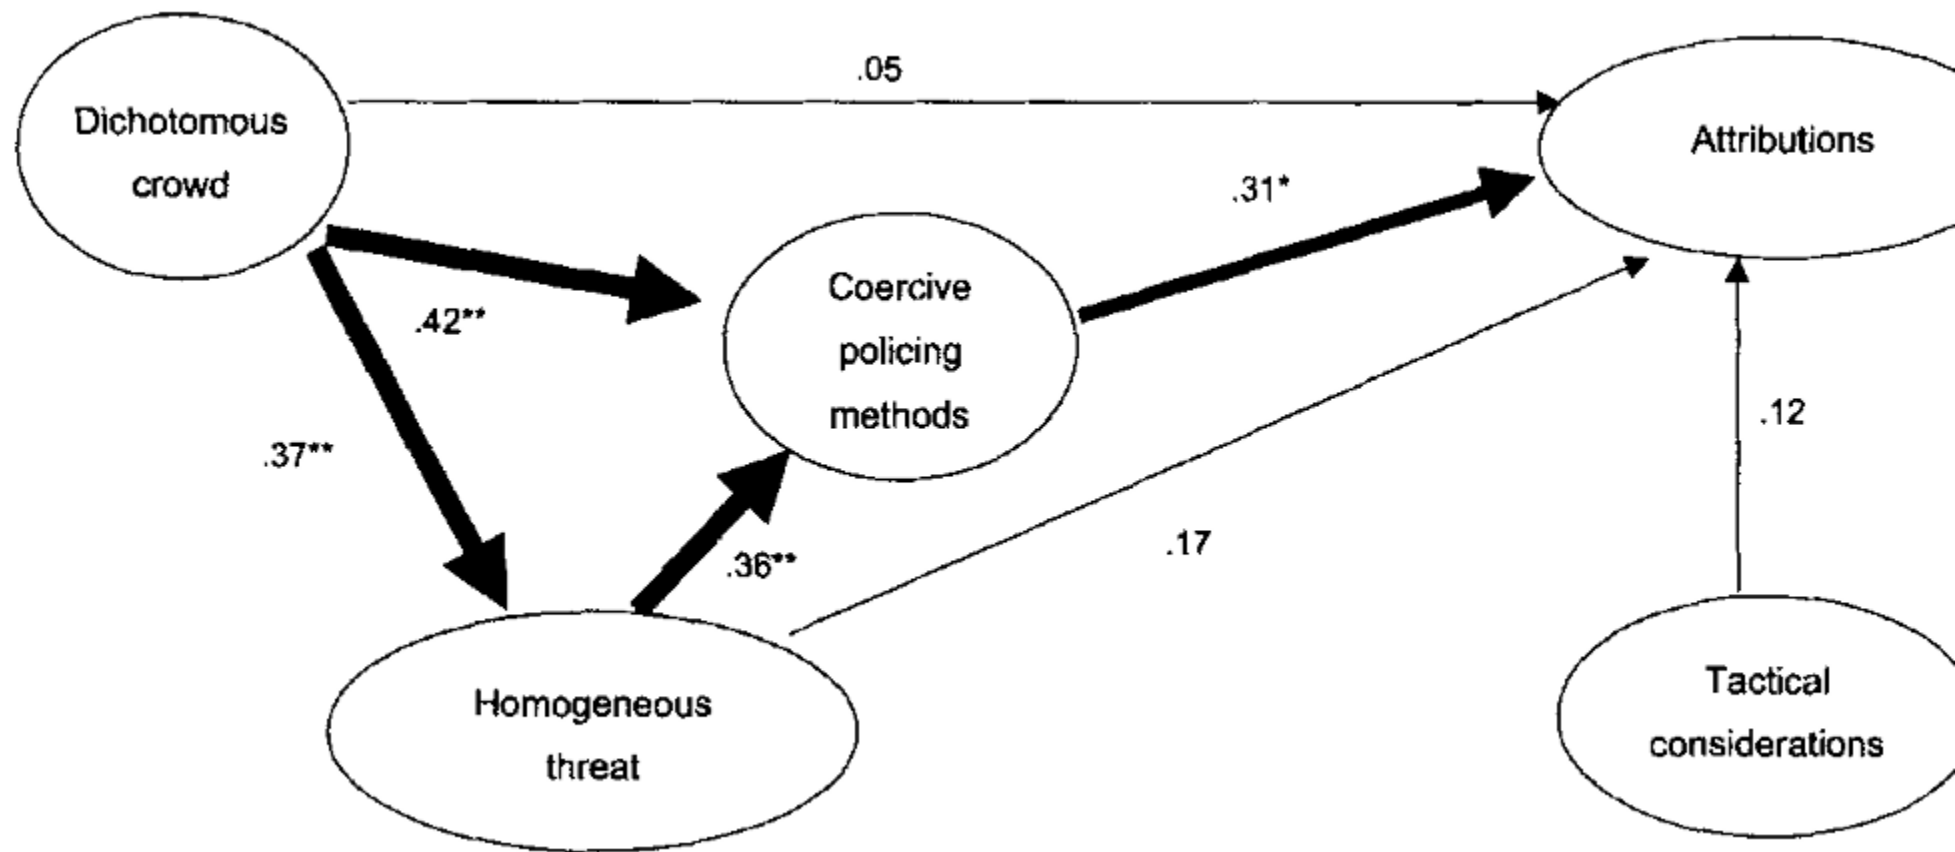 .05
Dichotomous
crowd
Attributions
.31*
Coercive
policing
methods
.42**
.37**
.36**
.17
.12
Homogeneous
threat
Tactical
considerations